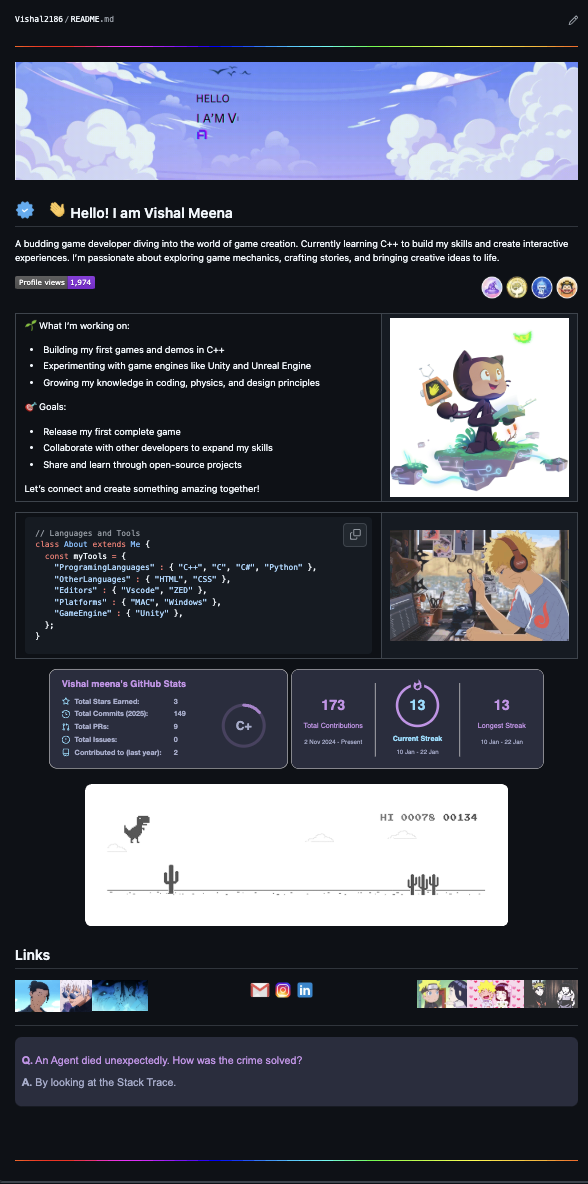 Vishal2186/README.md
HELLO
I A'M V
A
Hello! I am Vishal Meena
A budding game developer diving into the world of game creation. Currently learning C++ to build my skills and create interactive
experiences. I'm passionate about exploring game mechanics, crafting stories, and bringing creative ideas to life.
Profile views 1,974
What I'm working on:
• Building my first games and demos in C++
• Experimenting with game engines like Unity and Unreal Engine
• Growing my knowledge in coding, physics, and design principles
Goals:
• Release my first complete game
• Collaborate with other developers to expand my skills
• Share and learn through open-source projects
Let's connect and create something amazing together!
// Languages and Tools
class About extends Me {
const myTools = {
"ProgramingLanguages" : { "C++", "C", "C#", "Python" },
"OtherLanguages" : { "HTML", "CSS" },
"Editors" : { "Vscode", "ZED" },
"Platforms" : { "MAC", "Windows" },
"GameEngine" : { "Unity" },
};
}
Vishal meena's GitHub Stats
Total Stars Earned: 3
Total Commits (2025): 149
Total PRs: 9
Total Issues: 0
Contributed to (last year): 2
C+
173
Total Contributions
2 Nov 2024 - Present
13
Current Streak
10 Jan - 22 Jan
13
Longest Streak
10 Jan - 22 Jan
HI 00078 00134
Links
Q. An Agent died unexpectedly. How was the crime solved?
A. By looking at the Stack Trace.